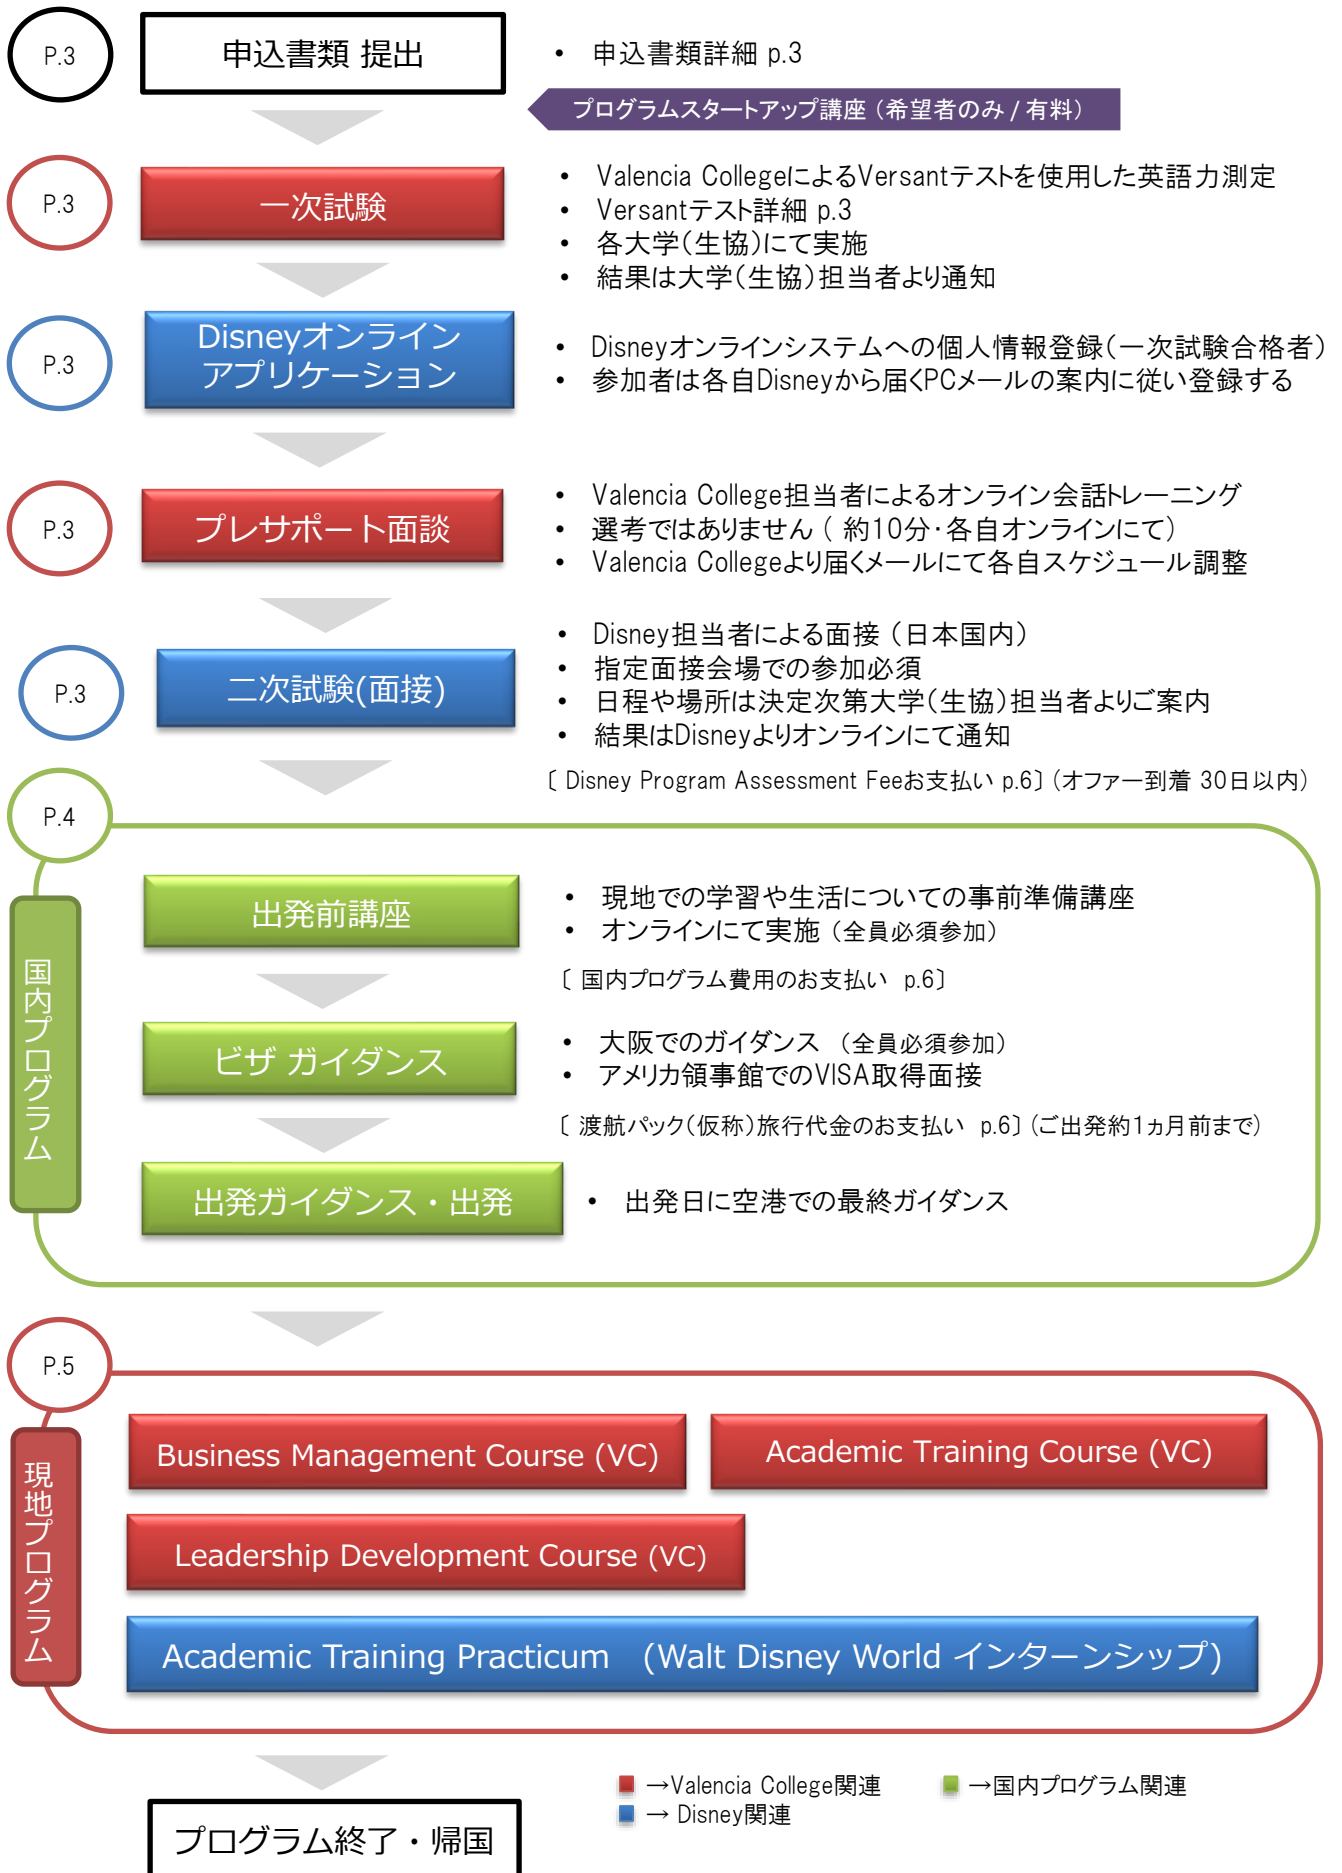 P.3
申込書類 提出
• 申込書類詳細 p.3
プログラムスタートアップ講座（希望者のみ / 有料）
P.3
一次試験
• Valencia CollegeによるVersantテストを使用した英語力測定
• Versantテスト詳細 p.3
• 各大学（生協）にて実施
• 結果は大学（生協）担当者より通知
P.3
Disneyオンライン
アプリケーション
• Disneyオンラインシステムへの個人情報登録（一次試験合格者）
• 参加者は各自Disneyから届くPCメールの案内に従い登録する
P.3
プレサポート面談
• Valencia College担当者によるオンライン会話トレーニング
• 選考ではありません（ 約10分・各自オンラインにて）
• Valencia Collegeより届くメールにて各自スケジュール調整
P.3
二次試験(面接)
• Disney担当者による面接（日本国内）
• 指定面接会場での参加必須
• 日程や場所は決定次第大学（生協）担当者よりご案内
• 結果はDisneyよりオンラインにて通知
〔 Disney Program Assessment Feeお支払い p.6〕（オファー到着 30日以内）
P.4
国内プログラム
出発前講座
• 現地での学習や生活についての事前準備講座
• オンラインにて実施（全員必須参加）
〔 国内プログラム費用のお支払い p.6〕
ビザ ガイダンス
• 大阪でのガイダンス （全員必須参加）
• アメリカ領事館でのVISA取得面接
〔 渡航パック（仮称）旅行代金のお支払い p.6〕（ご出発約1ヵ月前まで）
出発ガイダンス・出発
• 出発日に空港での最終ガイダンス
P.5
現地プログラム
Business Management Course (VC)
Academic Training Course (VC)
Leadership Development Course (VC)
Academic Training Practicum (Walt Disney World インターンシップ)
→Valencia College関連
→国内プログラム関連
→ Disney関連
プログラム終了・帰国